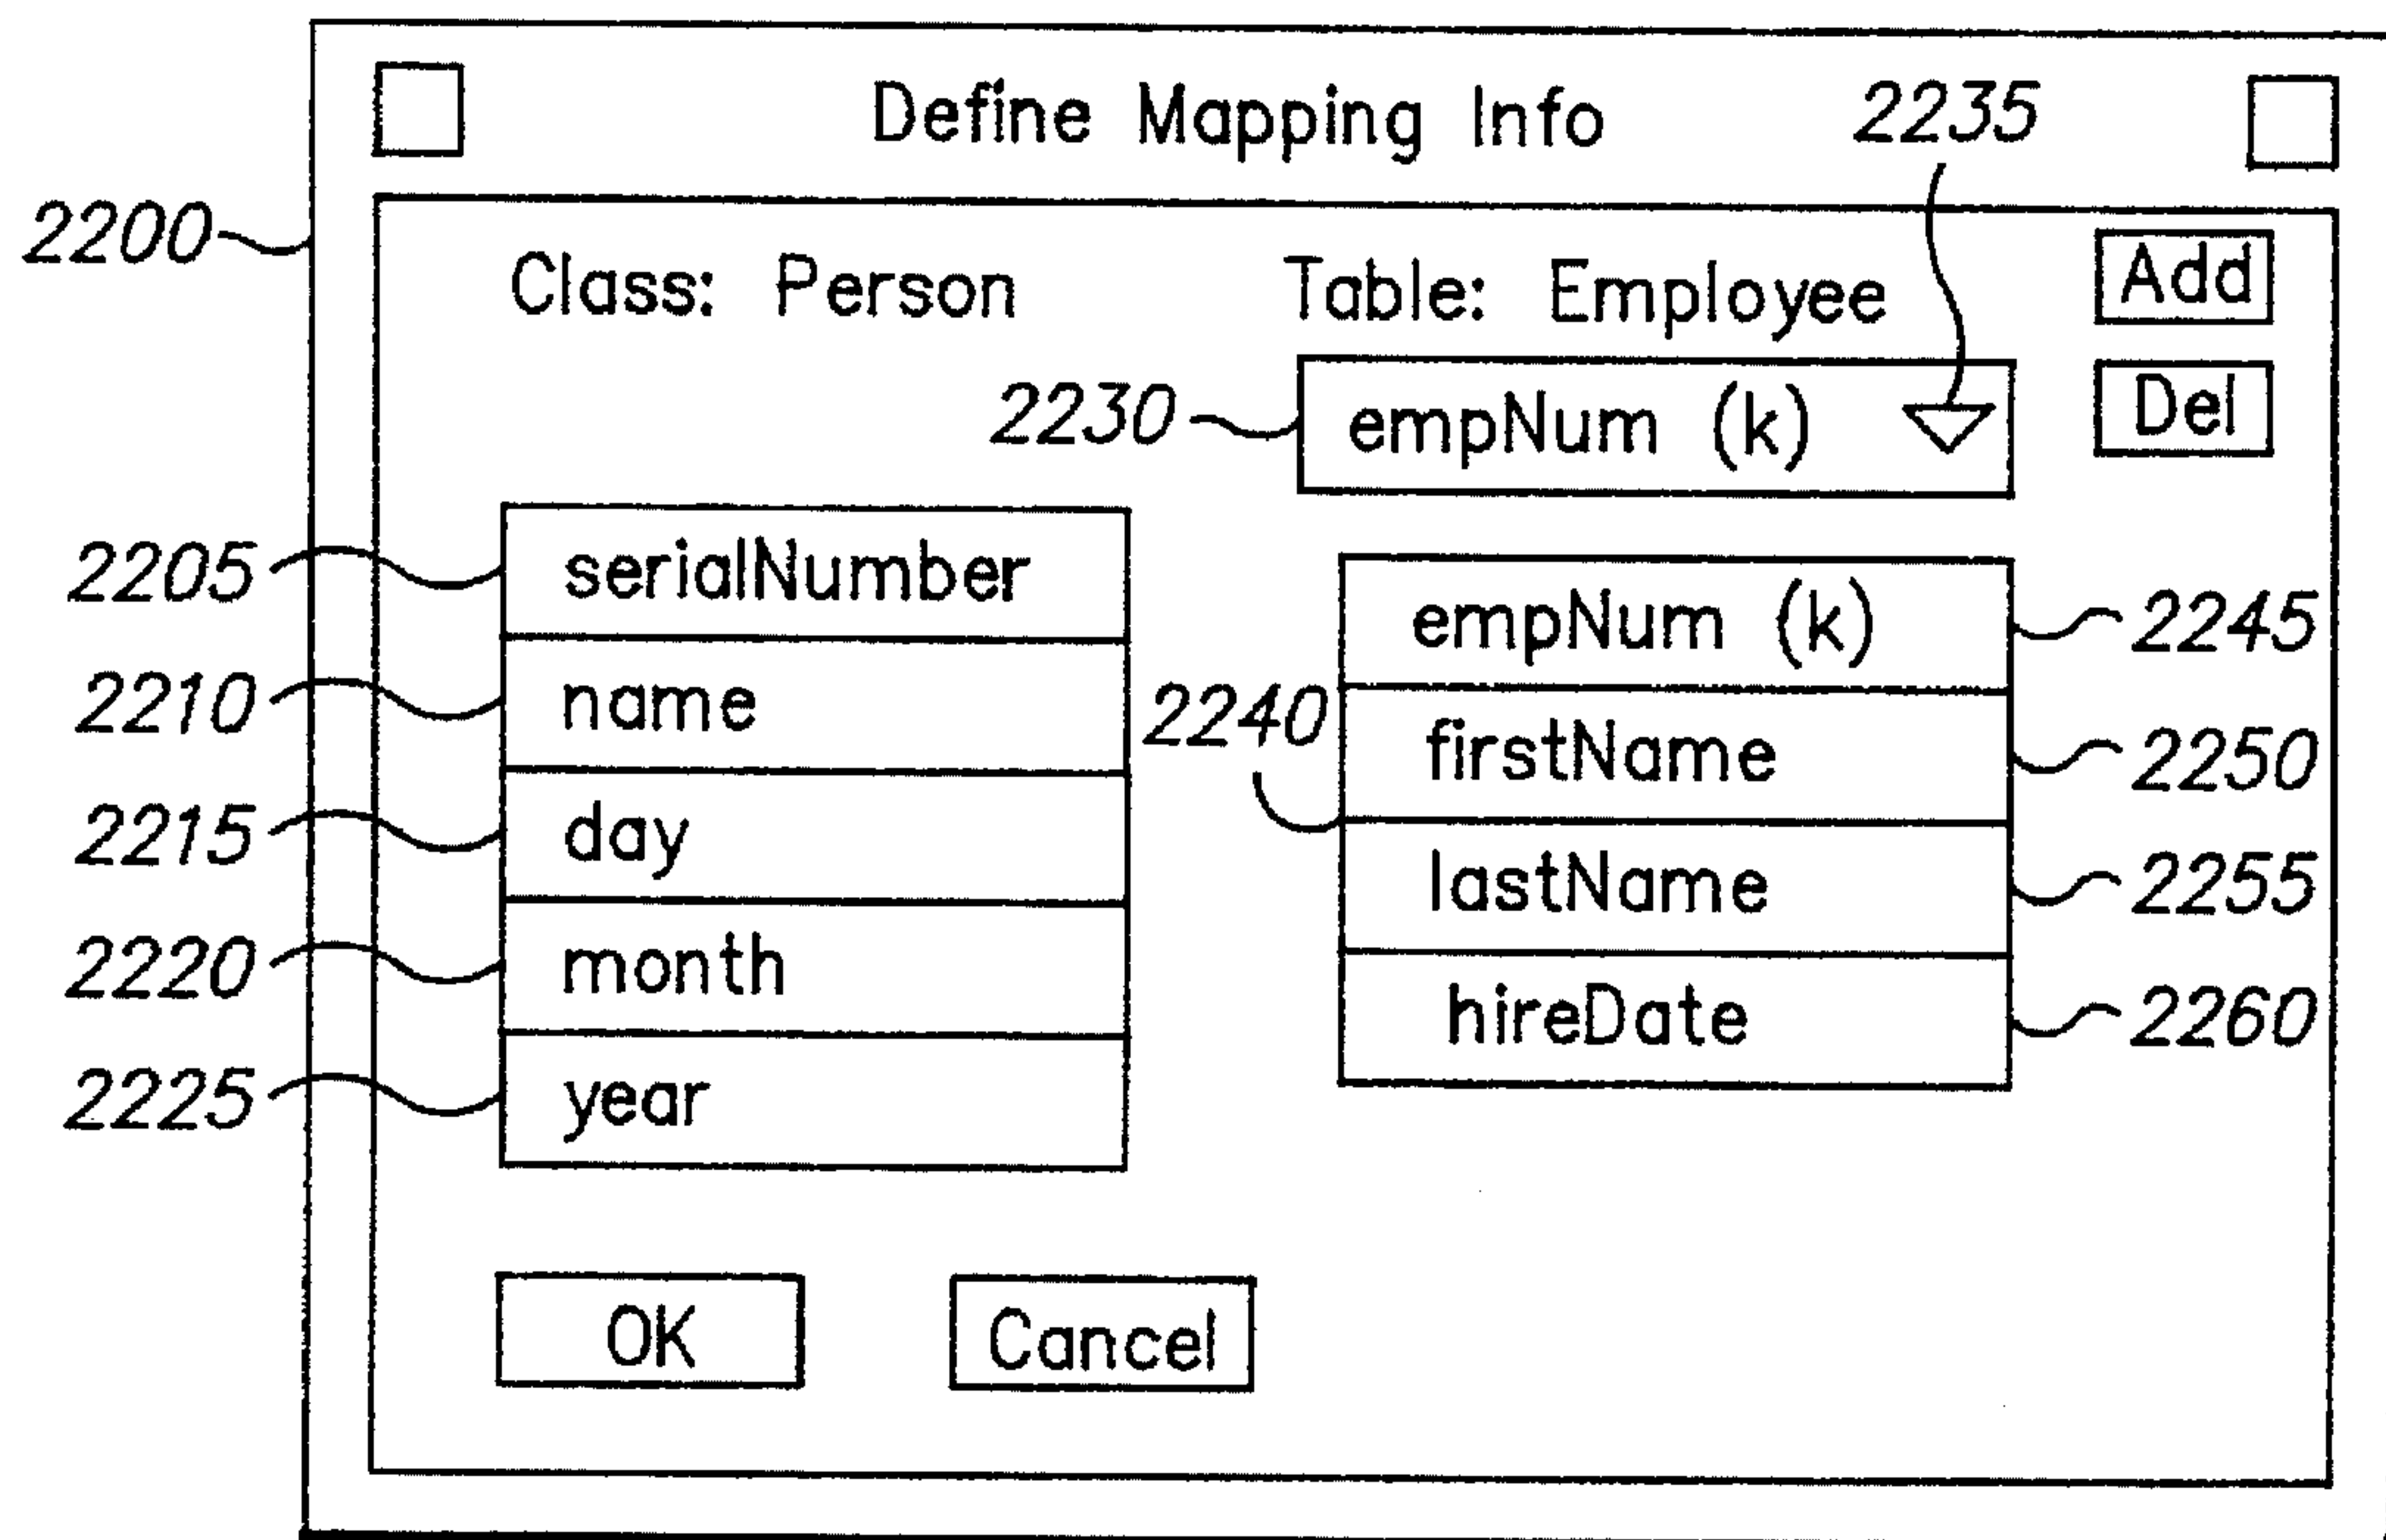 Define Mapping Info 2235
2200
Class: Person Table: Employee Add
2230 empNum (k) Del
2205 serialNumber empNum (k) 2245
2210 name 2240 firstName 2250
2215 day lastName 2255
2220 month hireDate 2260
2225 year
OK Cancel